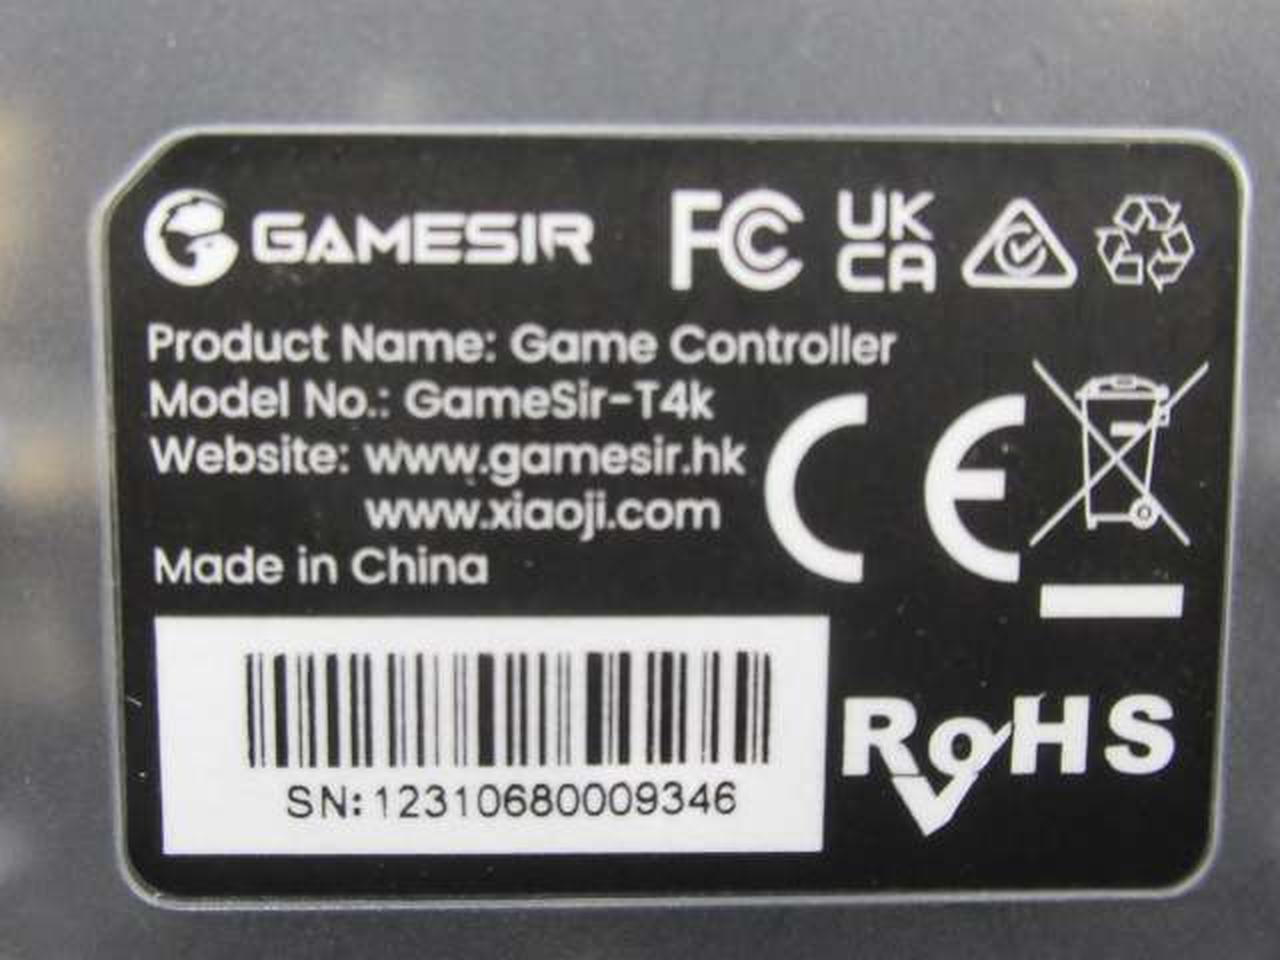 GAMESIR FC UK
CA
Product Name: Game Controller
Model No.: GameSir-T4k
Website: www.gamesir.hk
www.xiaoji.com
Made in China
CE
SN:12310680009346
RoHS